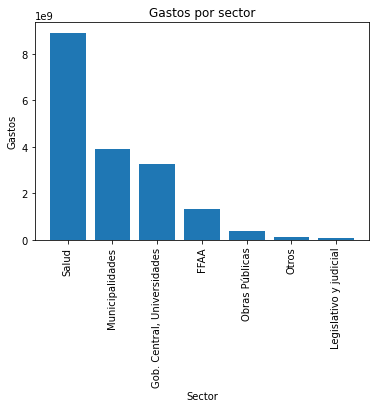 Gastos por sector
1e9
Gastos
8
6
4
2
0
Salud
Municipalidades
Gob. Central, Universidades
FFAA
Obras Públicas
Otros
Legislativo y judicial
Sector